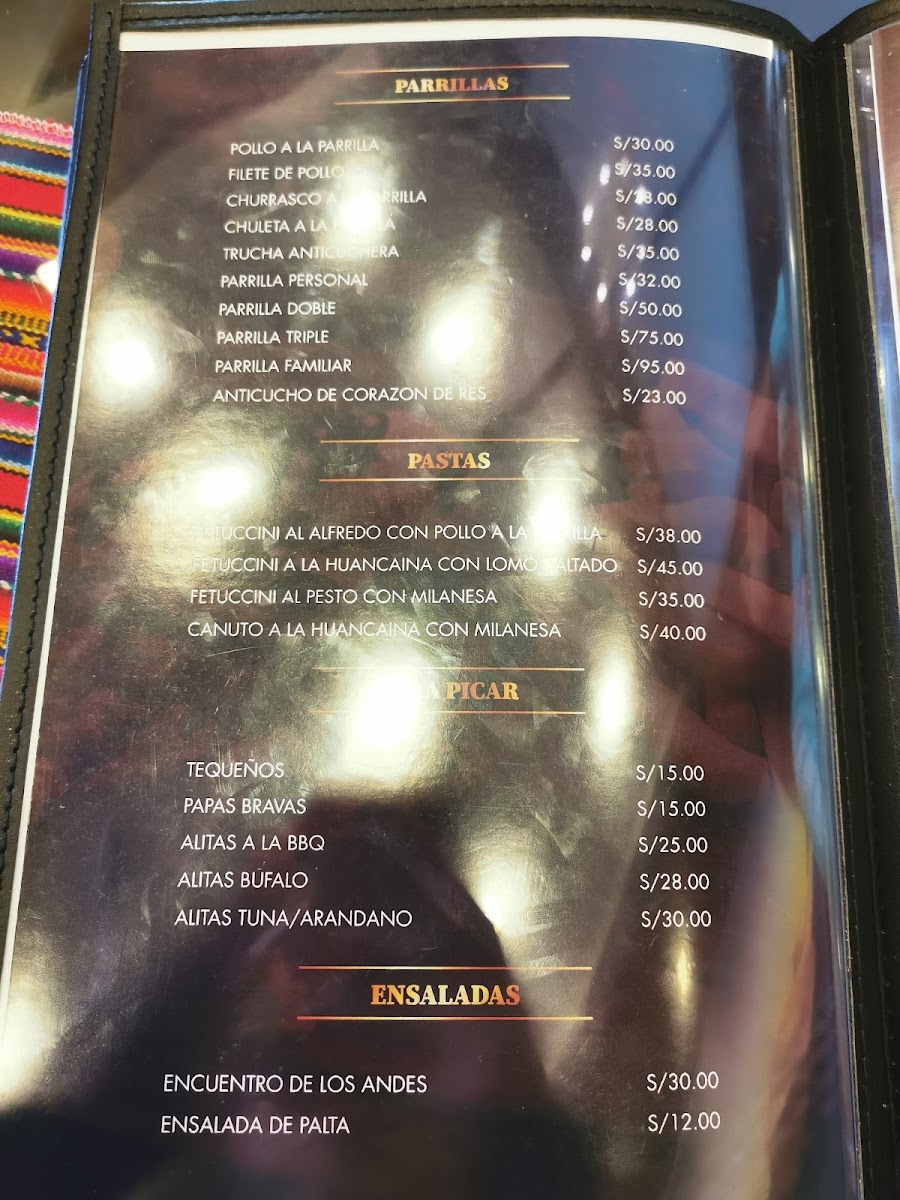 PARRILLAS
POLLO A LA PARRILLA S/30.00
FILETE DE POLLO S/35.00
CHURRASCO A PARRILLA
CHULETA A LA S/28.00
TRUCHA ANTICUCHERA S/35.00
PARRILLA PERSONAL S/32.00
PARRILLA DOBLE S/50.00
PARRILLA TRIPLE S/75.00
PARRILLA FAMILIAR S/95.00
ANTICUCHO DE CORAZON DE RES S/23.00
PASTAS
FETUCCINI AL ALFREDO CON POLLO A LA PARRILLA S/38.00
FETUCCINI A LA HUANCAINA CON LOMO SALTADO S/45.00
FETUCCINI AL PESTO CON MILANESA S/35.00
CANUTO A LA HUANCAINA CON MILANESA S/40.00
PICAR
TEQUEÑOS S/15.00
PAPAS BRAVAS S/15.00
ALITAS A LA BBQ S/25.00
ALITAS BÚFALO S/28.00
ALITAS TUNA/ARANDANO S/30.00
ENSALADAS
ENCUENTRO DE LOS ANDES S/30.00
ENSALADA DE PALTA S/12.00